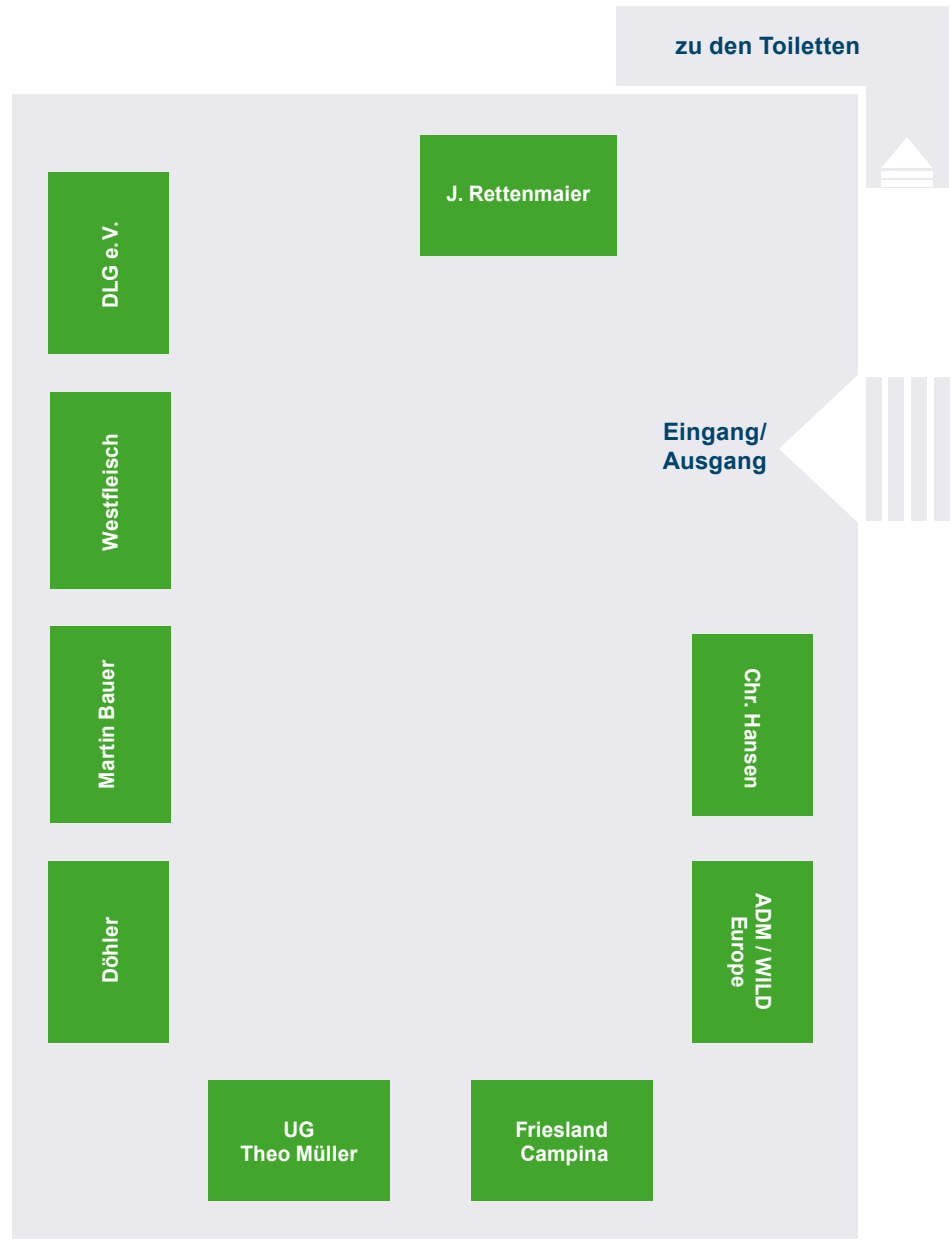 zu den Toiletten
J. Rettenmaier
DLG e. V.
Westfleisch
Eingang/
Ausgang
Martin Bauer
Chr. Hansen
Döhler
ADM / WILD
Europe
UG
Theo Müller
Friesland
Campina